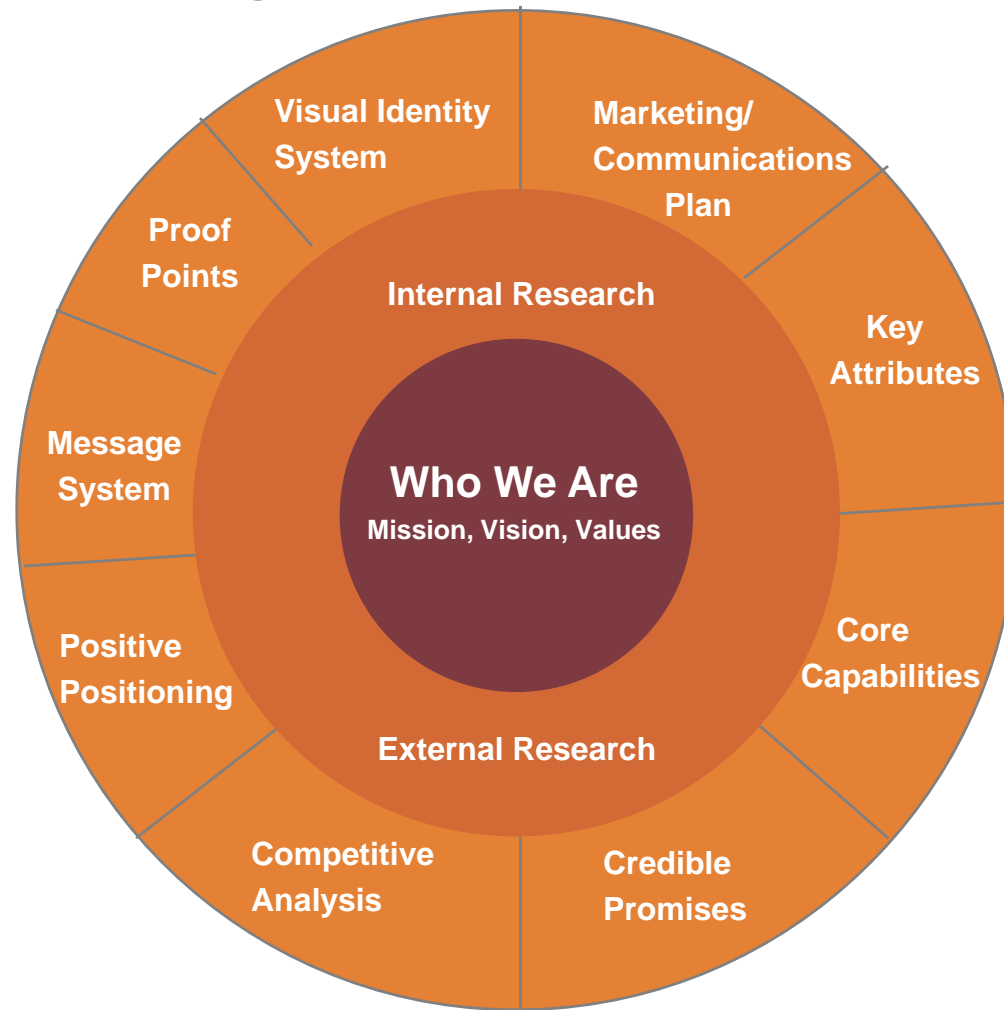 Visual Identity
System
Marketing/
Communications
Plan
Proof
Points
Internal Research
Key
Attributes
Message
System
Who We Are
Mission, Vision, Values
Positive
Positioning
Core
Capabilities
External Research
Competitive
Analysis
Credible
Promises